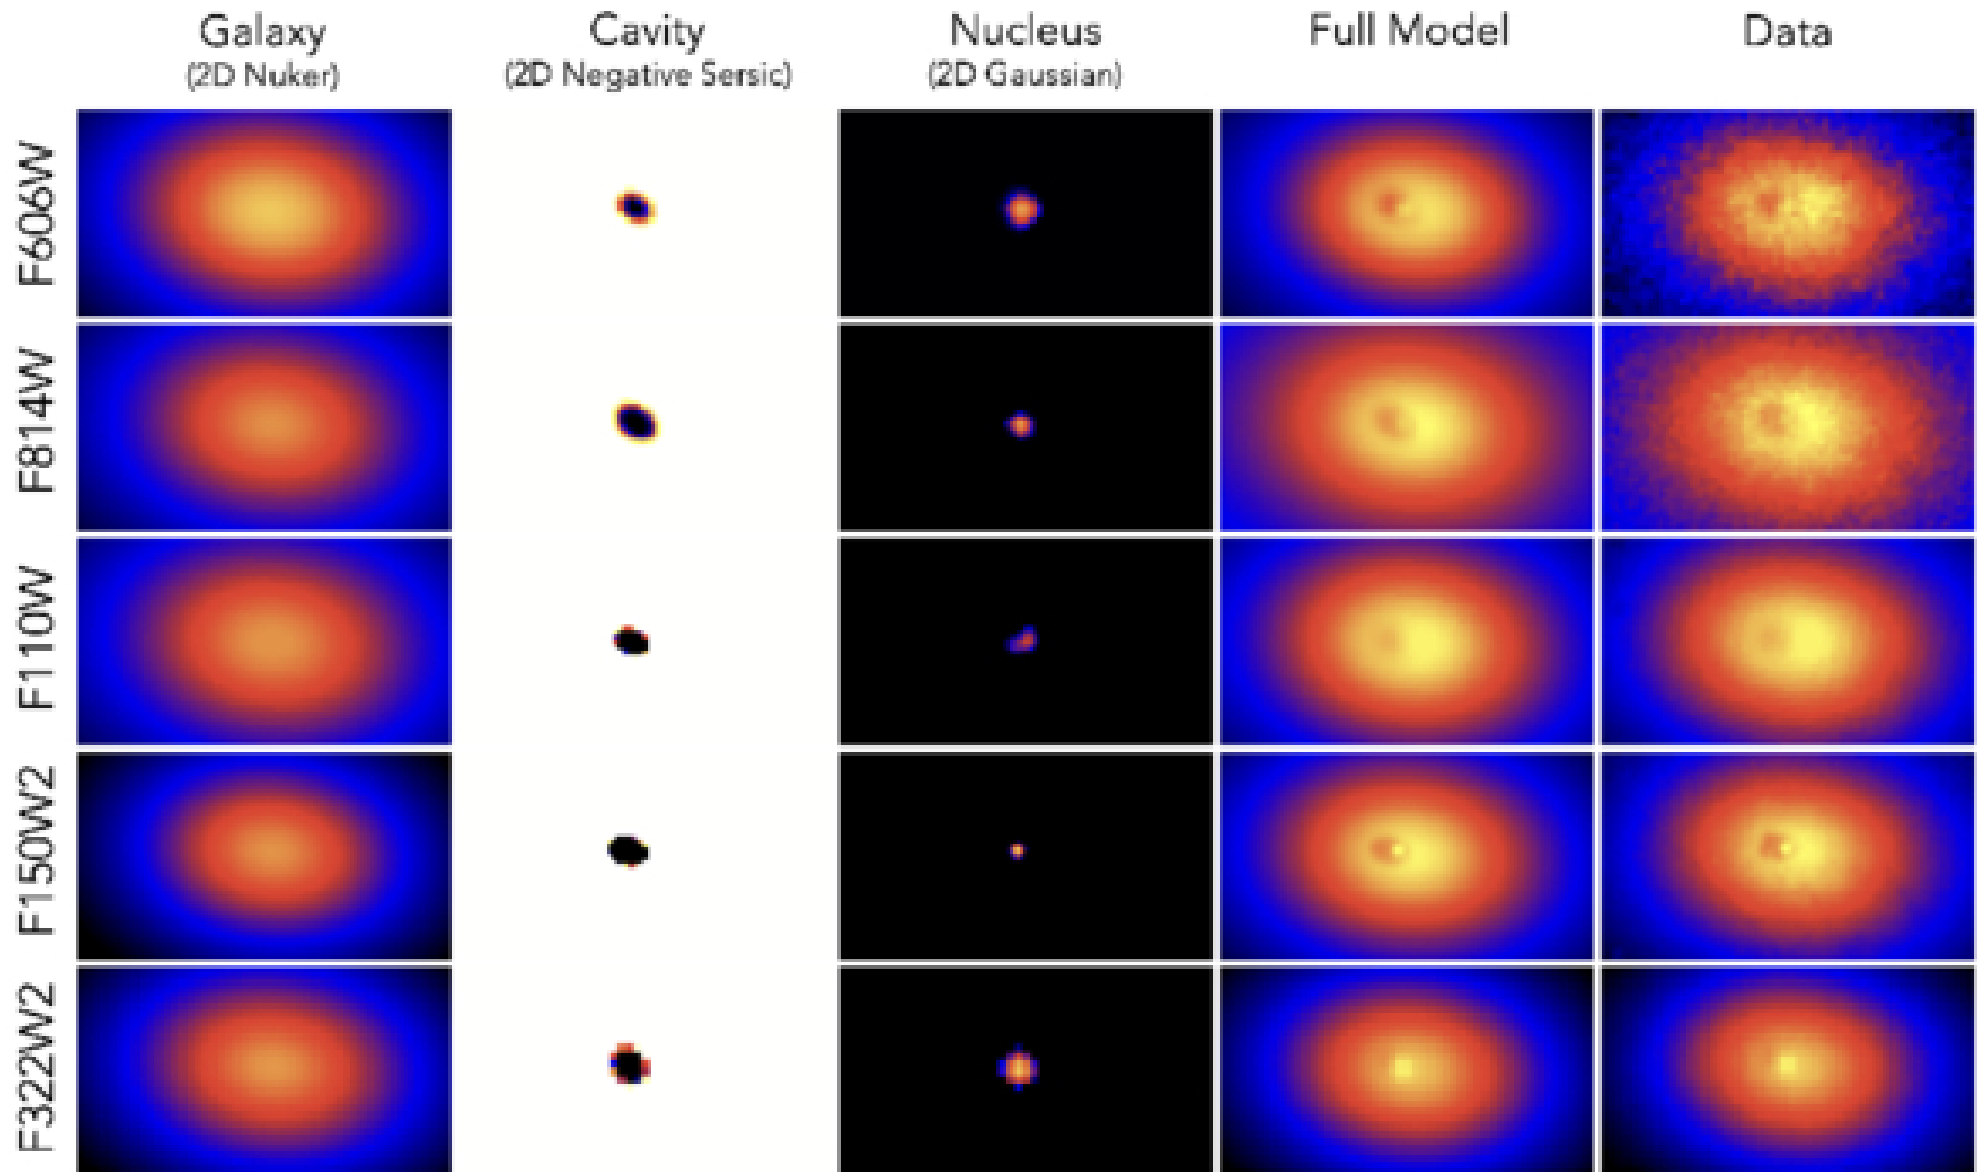 Galaxy
(2D Nuker)
Cavity
(2D Negative Sersic)
Nucleus
(2D Gaussian)
Full Model
Data
F606W
F814W
F110W
F150W2
F322W2